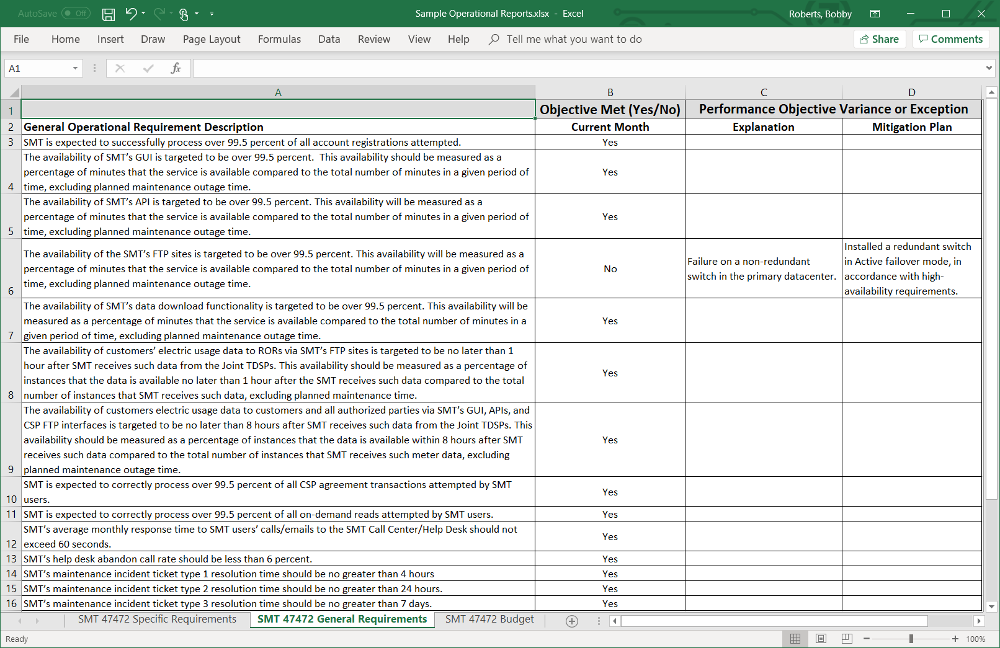 AutoSave Off
Sample Operational Reports.xlsx - Excel
Roberts, Bobby
File Home Insert Draw Page Layout Formulas Data Review View Help Tell me what you want to do Share Comments
A1 fx
A B C D
1 Objective Met (Yes/No) Performance Objective Variance or Exception
2 General Operational Requirement Description Current Month Explanation Mitigation Plan
3 SMT is expected to successfully process over 99.5 percent of all account registrations attempted. Yes
The availability of SMT’s GUI is targeted to be over 99.5 percent.  This availability should be measured as a
percentage of minutes that the service is available compared to the total number of minutes in a given period of Yes
4 time, excluding planned maintenance outage time.
The availability of SMT’s API is targeted to be over 99.5 percent. This availability will be measured as a
percentage of minutes that the service is available compared to the total number of minutes in a given period of Yes
5 time, excluding planned maintenance outage time.
The availability of the SMT’s FTP sites is targeted to be over 99.5 percent. This availability will be measured as a
percentage of minutes that the service is available compared to the total number of minutes in a given period of
6 time, excluding planned maintenance outage time.
No
Failure on a non-redundant
switch in the primary datacenter.
Installed a redundant switch
in Active failover mode, in
accordance with high-
availability requirements.
The availability of SMT’s data download functionality is targeted to be over 99.5 percent. This availability will be
measured as a percentage of minutes that the service is available compared to the total number of minutes in a Yes
7 given period of time, excluding planned maintenance outage time.
The availability of customers’ electric usage data to RORs via SMT’s FTP sites is targeted to be no later than 1
hour after SMT receives such data from the Joint TDSPs. This availability should be measured as a percentage of
instances that the data is available no later than 1 hour after the SMT receives such data compared to the total
8 number of instances that SMT receives such data, excluding planned maintenance time.
Yes
The availability of customers electric usage data to customers and all authorized parties via SMT’s GUI, APIs, and
CSP FTP interfaces is targeted to be no later than 8 hours after SMT receives such data from the Joint TDSPs. This
availability should be measured as a percentage of instances that the data is available within 8 hours after SMT Yes
receives such data compared to the total number of instances that SMT receives such meter data, excluding
9 planned maintenance outage time.
SMT is expected to correctly process over 99.5 percent of all CSP agreement transactions attempted by SMT
10 users.
Yes
11 SMT is expected to correctly process over 99.5 percent of all on-demand reads attempted by SMT users. Yes
SMT’s average monthly response time to SMT users’ calls/emails to the SMT Call Center/Help Desk should not
12 exceed 60 seconds.
Yes
13 SMT’s help desk abandon call rate should be less than 6 percent. Yes
14 SMT’s maintenance incident ticket type 1 resolution time should be no greater than 4 hours Yes
15 SMT’s maintenance incident ticket type 2 resolution time should be no greater than 24 hours. Yes
16 SMT’s maintenance incident ticket type 3 resolution time should be no greater than 7 days. Yes
SMT 47472 Specific Requirements SMT 47472 General Requirements SMT 47472 Budget
Ready 100%